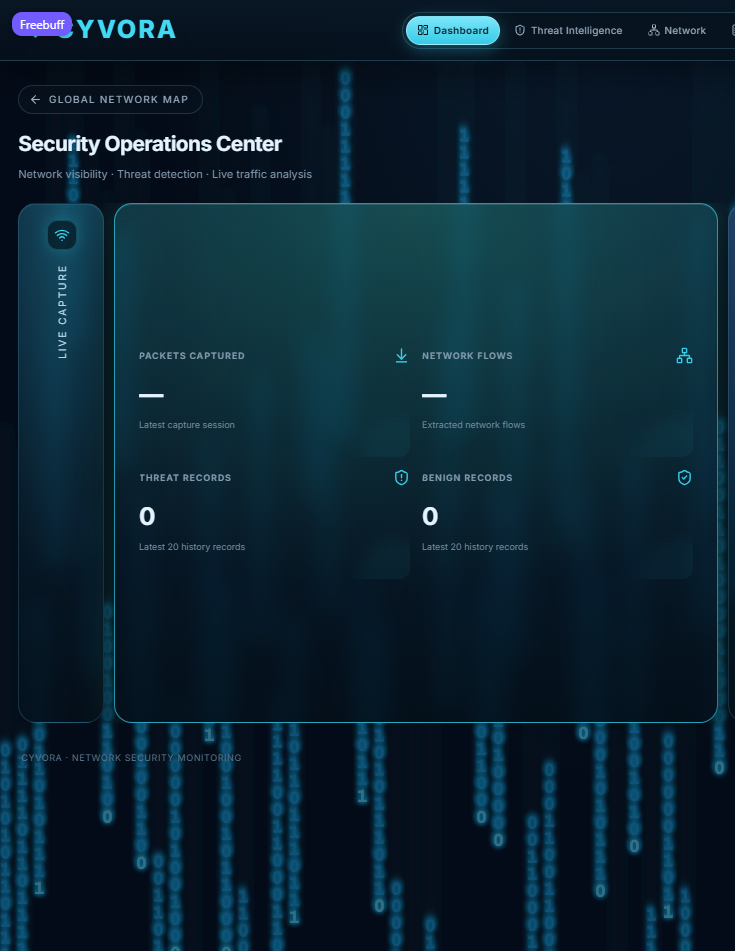 Freebuff
CYVORA
Dashboard
Threat Intelligence
Network
GLOBAL NETWORK MAP
Security Operations Center
Network visibility · Threat detection · Live traffic analysis
LIVE CAPTURE
PACKETS CAPTURED
—
Latest capture session
NETWORK FLOWS
—
Extracted network flows
THREAT RECORDS
0
Latest 20 history records
BENIGN RECORDS
0
Latest 20 history records
CYVORA · NETWORK SECURITY MONITORING